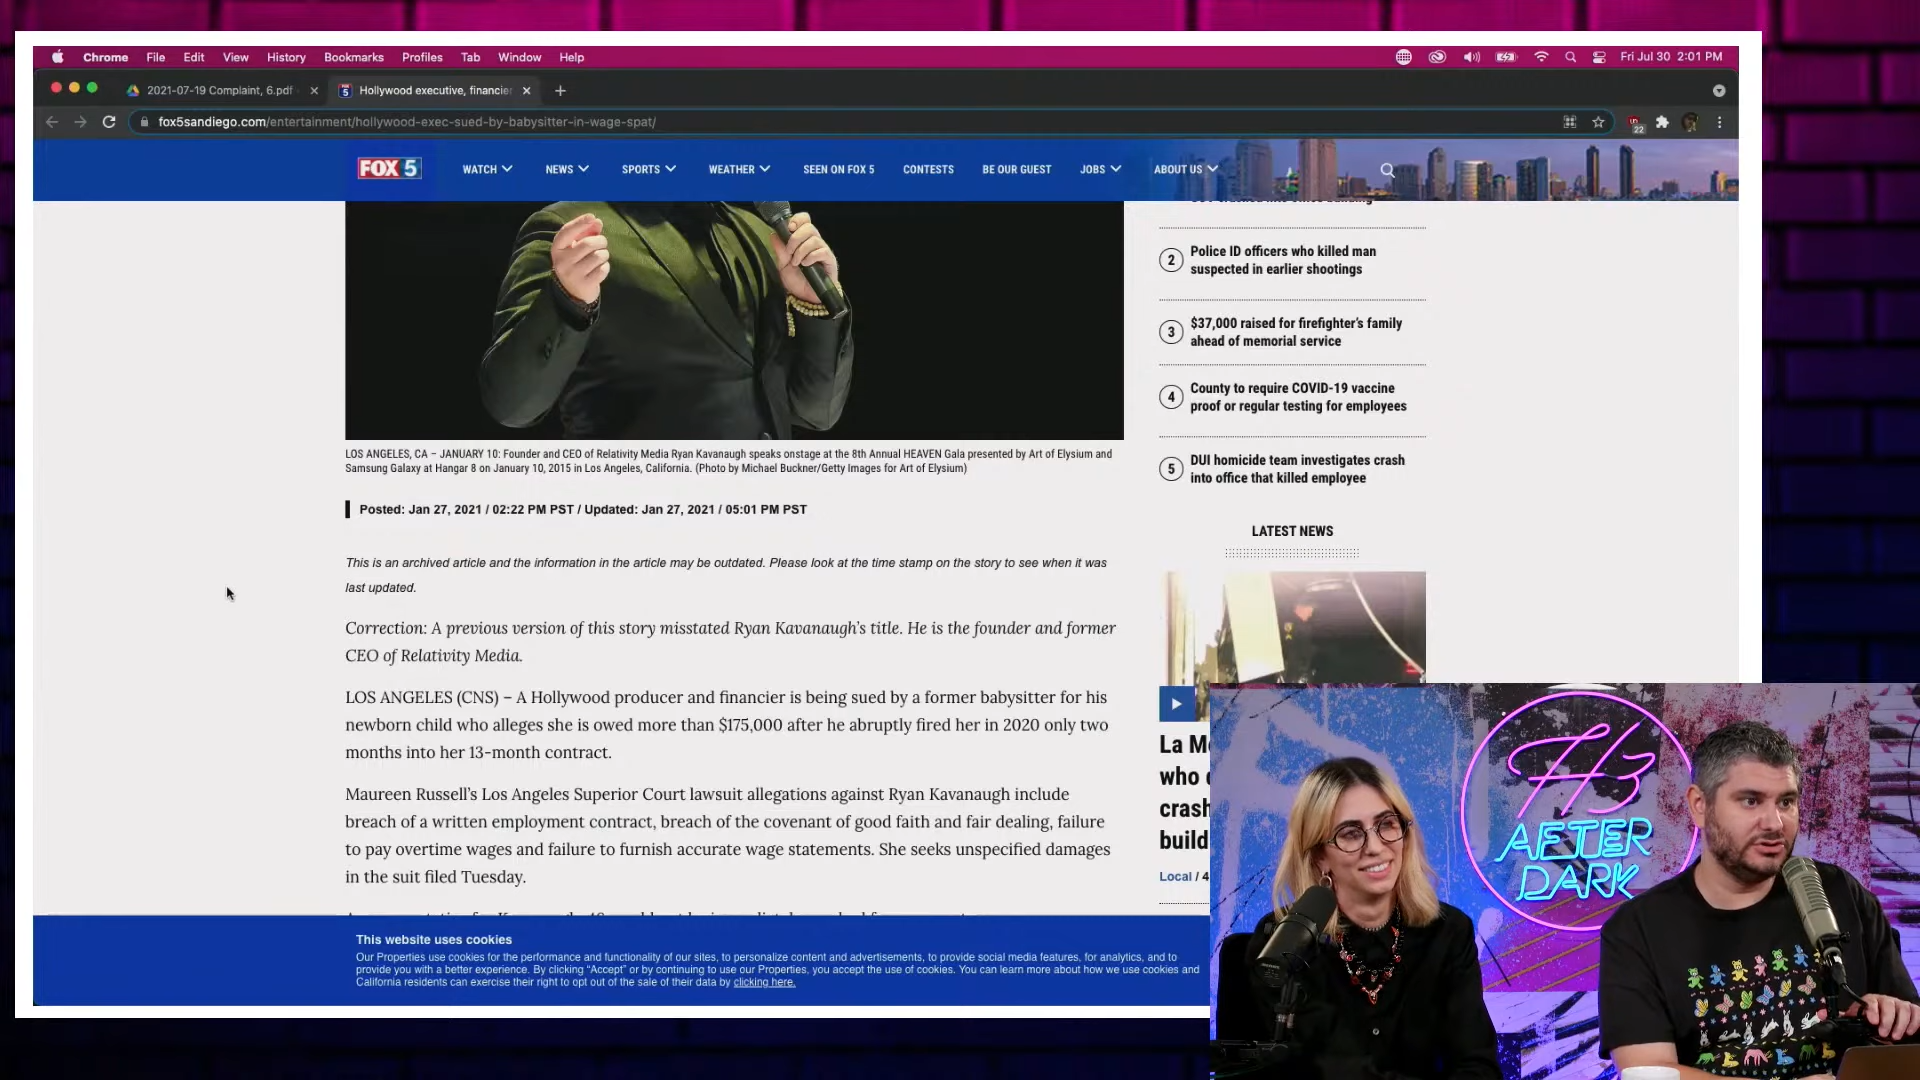 Chrome File Edit View History Bookmarks Profiles Tab Window Help Fri Jul 30 2:01 PM
2021-07-19 Complaint, 6.pdf Hollywood executive, financier
fox5sandiego.com/entertainment/hollywood-exec-sued-by-babysitter-in-wage-spat/
22
FOX 5 WATCH NEWS SPORTS WEATHER SEEN ON FOX 5 CONTESTS BE OUR GUEST JOBS ABOUT US
LOS ANGELES, CA – JANUARY 10: Founder and CEO of Relativity Media Ryan Kavanaugh speaks onstage at the 8th Annual HEAVEN Gala presented by Art of Elysium and
Samsung Galaxy at Hangar 8 on January 10, 2015 in Los Angeles, California. (Photo by Michael Buckner/Getty Images for Art of Elysium)
Posted: Jan 27, 2021 / 02:22 PM PST / Updated: Jan 27, 2021 / 05:01 PM PST
This is an archived article and the information in the article may be outdated. Please look at the time stamp on the story to see when it was
last updated.
Correction: A previous version of this story misstated Ryan Kavanaugh's title. He is the founder and former
CEO of Relativity Media.
LOS ANGELES (CNS) – A Hollywood producer and financier is being sued by a former babysitter for his
newborn child who alleges she is owed more than $175,000 after he abruptly fired her in 2020 only two
months into her 13-month contract.
Maureen Russell's Los Angeles Superior Court lawsuit allegations against Ryan Kavanaugh include
breach of a written employment contract, breach of the covenant of good faith and fair dealing, failure
to pay overtime wages and failure to furnish accurate wage statements. She seeks unspecified damages
in the suit filed Tuesday.
2 Police ID officers who killed man
suspected in earlier shootings
3 $37,000 raised for firefighter's family
ahead of memorial service
4 County to require COVID-19 vaccine
proof or regular testing for employees
5 DUI homicide team investigates crash
into office that killed employee
LATEST NEWS
La M
who
crash
build
Local / 4
This website uses cookies
Our Properties use cookies for the performance and functionality of our sites, to personalize content and advertisements, to provide social media features, for analytics, and to
provide you with a better experience. By clicking "Accept" or by continuing to use our Properties, you accept the use of cookies. You can learn more about how we use cookies and
California residents can exercise their right to opt out of the sale of their data by clicking here.
H3
AFTER
DARK